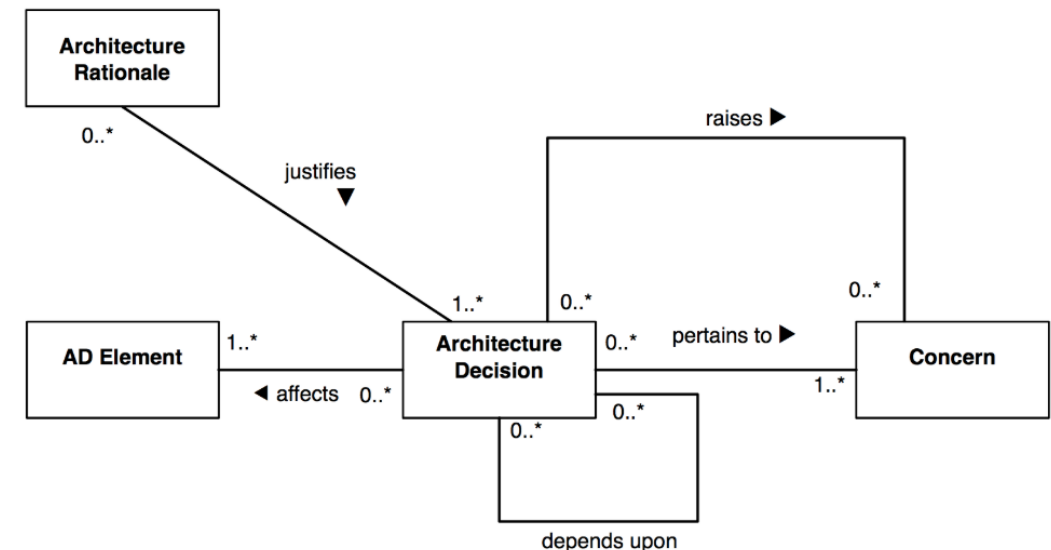 Architecture
Rationale
0..*
raises ▶
justifies
▼
1..*
0..*
0..*
AD Element
1..*
◀ affects
0..*
Architecture
Decision
0..*
pertains to ▶
1..*
Concern
0..*
0..*
depends upon